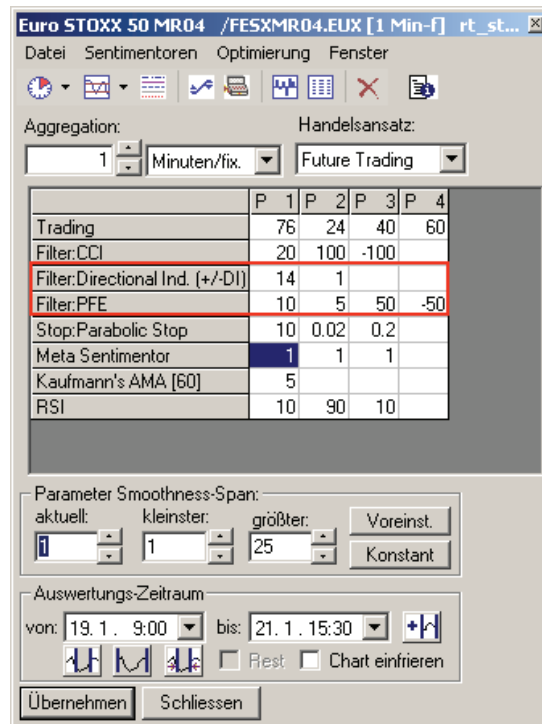 Euro STOXX 50 MR04 /FESXMR04.EUX [1 Min-f] rt_st...
Datei Sentimentoren Optimierung Fenster
Aggregation: Handelsansatz:
1 Minuten/fix. Future Trading
P 1 P 2 P 3 P 4
Trading 76 24 40 60
Filter:CCI 20 100 -100
Filter:Directional Ind. (+/-DI) 14 1
Filter:PFE 10 5 50 -50
Stop:Parabolic Stop 10 0.02 0.2
Meta Sentimentor 1 1 1
Kaufmann's AMA [60] 5
RSI 10 90 10
Parameter Smoothness-Span:
aktuell: kleinster: größter: Voreinst.
1 1 25 Konstant
Auswertungs-Zeitraum
von: 19. 1. 9:00 bis: 21. 1. 15:30
Rest Chart einfrieren
Übernehmen Schliessen